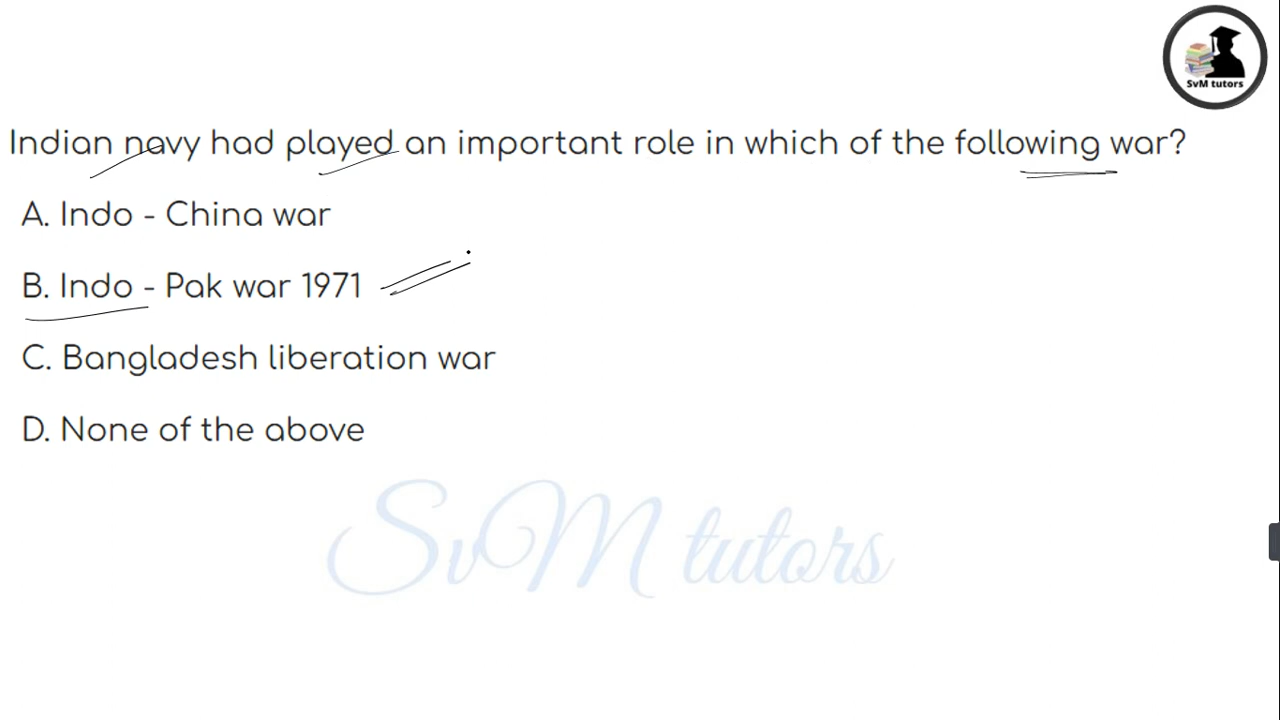 SvM tutors
Indian navy had played an important role in which of the following war?
A. Indo - China war
B. Indo - Pak war 1971
C. Bangladesh liberation war
D. None of the above
SvM tutors